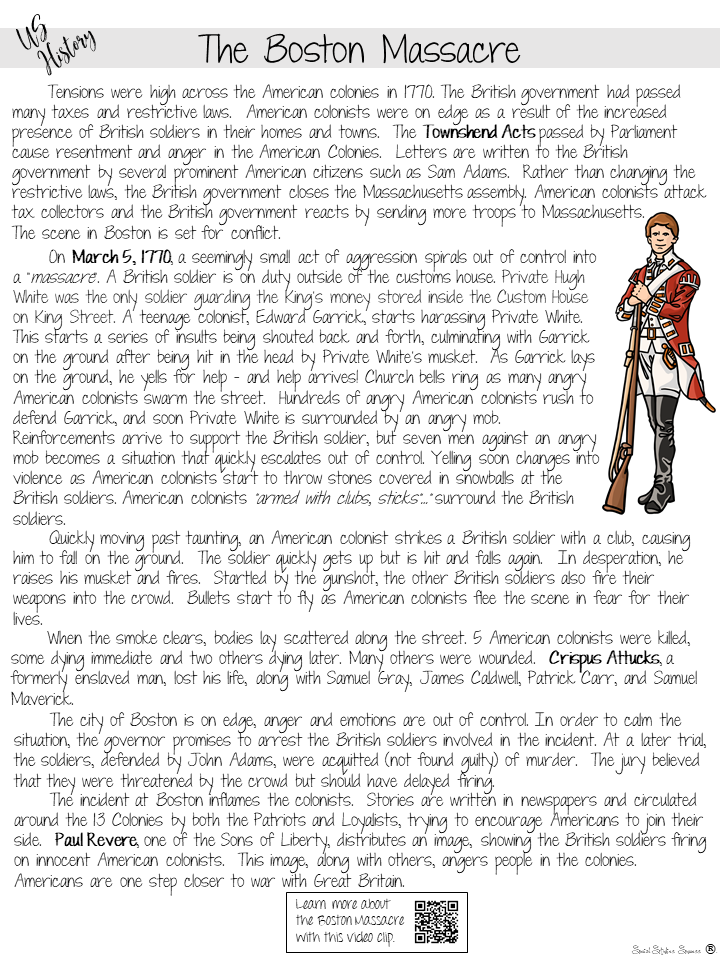 US
History
The Boston Massacre
Tensions were high across the American colonies in 1770. The British government had passed
many taxes and restrictive laws. American colonists were on edge as a result of the increased
presence of British soldiers in their homes and towns. The Townshend Acts passed by Parliament
cause resentment and anger in the American Colonies. Letters are written to the British
government by several prominent American citizens such as Sam Adams. Rather than changing the
restrictive laws, the British government closes the Massachusetts assembly. American colonists attack
tax collectors and the British government reacts by sending more troops to Massachusetts.
The scene in Boston is set for conflict.
On March 5, 1770, a seemingly small act of aggression spirals out of control into
a "massacre". A British soldier is on duty outside of the customs house. Private Hugh
White was the only soldier guarding the King's money stored inside the Custom House
on King Street. A teenage colonist, Edward Garrick, starts harassing Private White.
This starts a series of insults being shouted back and forth, culminating with Garrick
on the ground after being hit in the head by Private White's musket. As Garrick lays
on the ground, he yells for help - and help arrives! Church bells ring as many angry
American colonists swarm the street. Hundreds of angry American colonists rush to
defend Garrick, and soon Private White is surrounded by an angry mob.
Reinforcements arrive to support the British soldier, but seven men against an angry
mob becomes a situation that quickly escalates out of control. Yelling soon changes into
violence as American colonists start to throw stones covered in snowballs at the
British soldiers. American colonists "armed with clubs, sticks"..." surround the British
soldiers.
Quickly moving past taunting, an American colonist strikes a British soldier with a club, causing
him to fall on the ground. The soldier quickly gets up but is hit and falls again. In desperation, he
raises his musket and fires. Startled by the gunshot, the other British soldiers also fire their
weapons into the crowd. Bullets start to fly as American colonists flee the scene in fear for their
lives.
When the smoke clears, bodies lay scattered along the street. 5 American colonists were killed,
some dying immediate and two others dying later. Many others were wounded. Crispus Attucks, a
formerly enslaved man, lost his life, along with Samuel Gray, James Caldwell, Patrick Carr, and Samuel
Maverick.
The city of Boston is on edge, anger and emotions are out of control. In order to calm the
situation, the governor promises to arrest the British soldiers involved in the incident. At a later trial,
the soldiers, defended by John Adams, were acquitted (not found guilty) of murder. The jury believed
that they were threatened by the crowd but should have delayed firing.
The incident at Boston inflames the colonists. Stories are written in newspapers and circulated
around the 13 Colonies by both the Patriots and Loyalists, trying to encourage Americans to join their
side. Paul Revere, one of the Sons of Liberty, distributes an image, showing the British soldiers firing
on innocent American colonists. This image, along with others, angers people in the colonies.
Americans are one step closer to war with Great Britain.
Learn more about
the Boston Massacre
with this video clip.
Social Studies Success ®